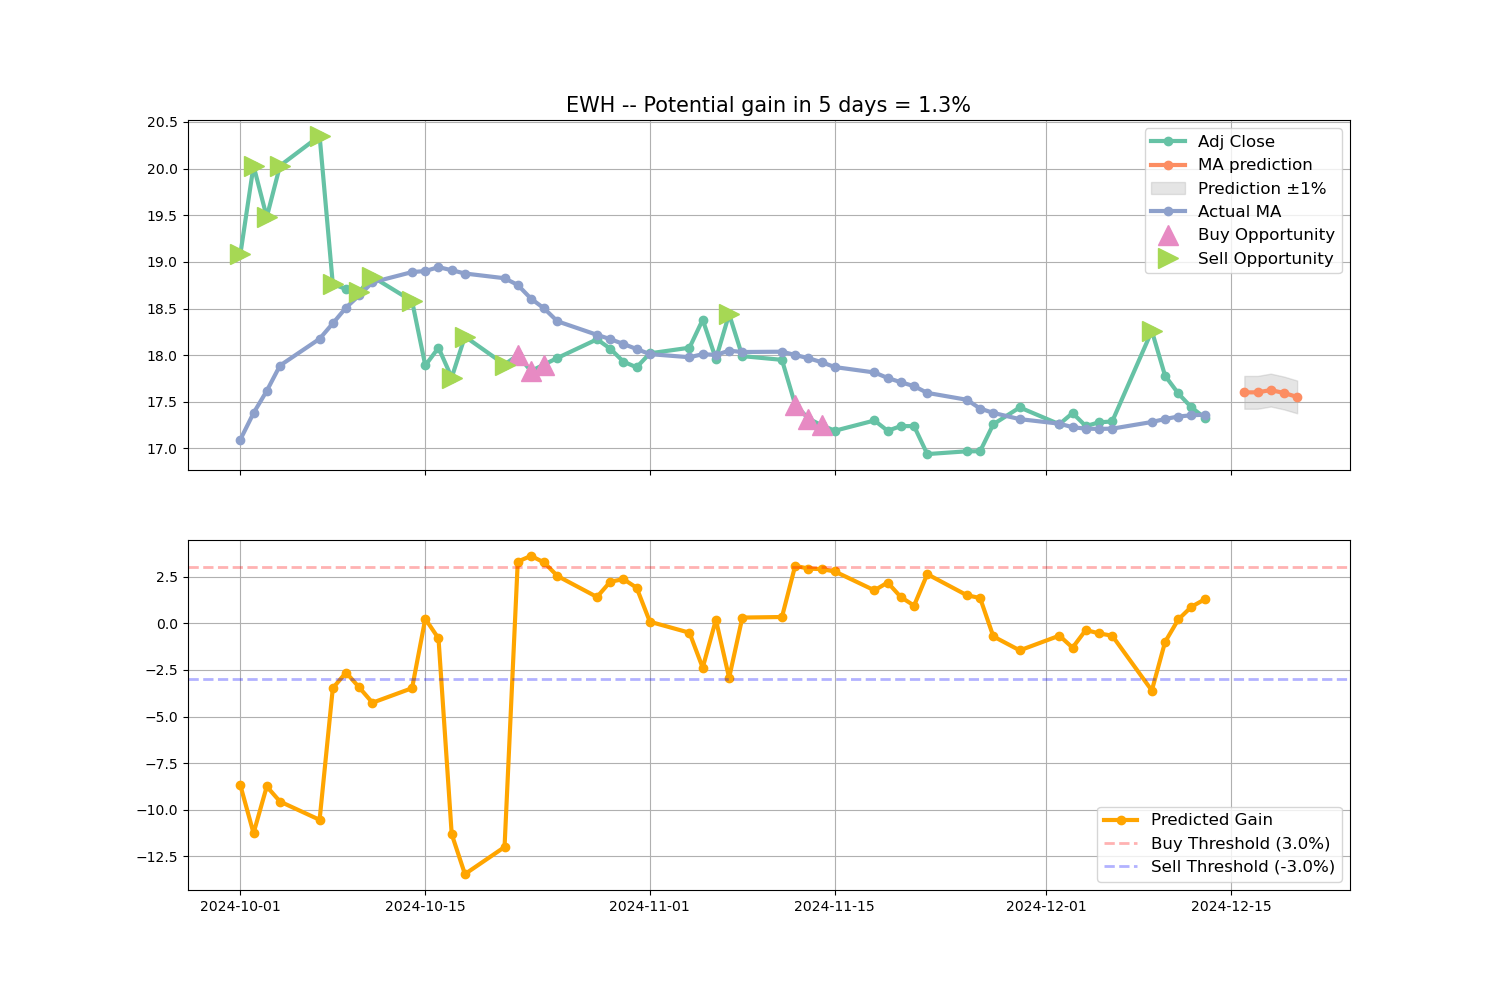 EWH -- Potential gain in 5 days = 1.3%
20.5
20.0
19.5
19.0
18.5
18.0
17.5
17.0
Adj Close
MA prediction
Prediction ±1%
Actual MA
Buy Opportunity
Sell Opportunity
2.5
0.0
−2.5
−5.0
−7.5
−10.0
−12.5
Predicted Gain
Buy Threshold (3.0%)
Sell Threshold (-3.0%)
2024-10-01 2024-10-15 2024-11-01 2024-11-15 2024-12-01 2024-12-15